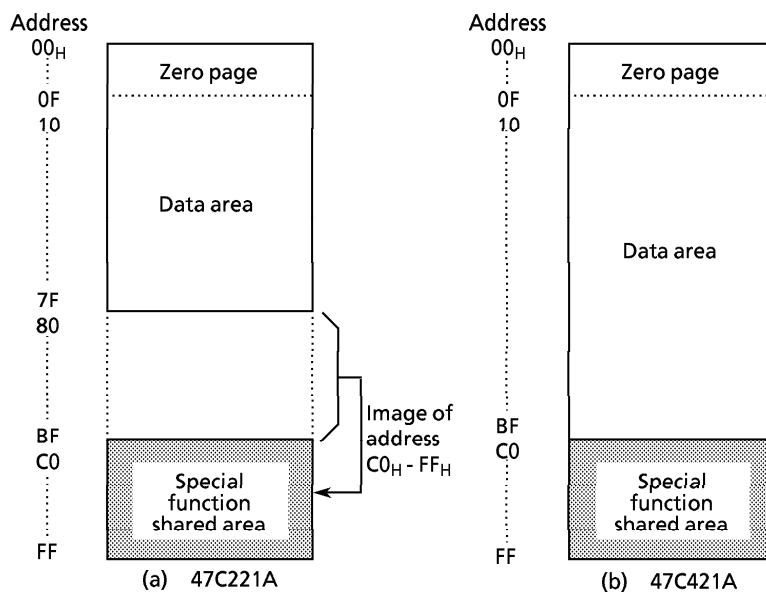 Address
00H
Zero page
0F
10
Data area
7F
80
BF
C0
Special
function
shared area
FF
Image of
address
C0H - FFH
(a) 47C221A
Address
00H
Zero page
0F
10
Data area
BF
C0
Special
function
shared area
FF
(b) 47C421A